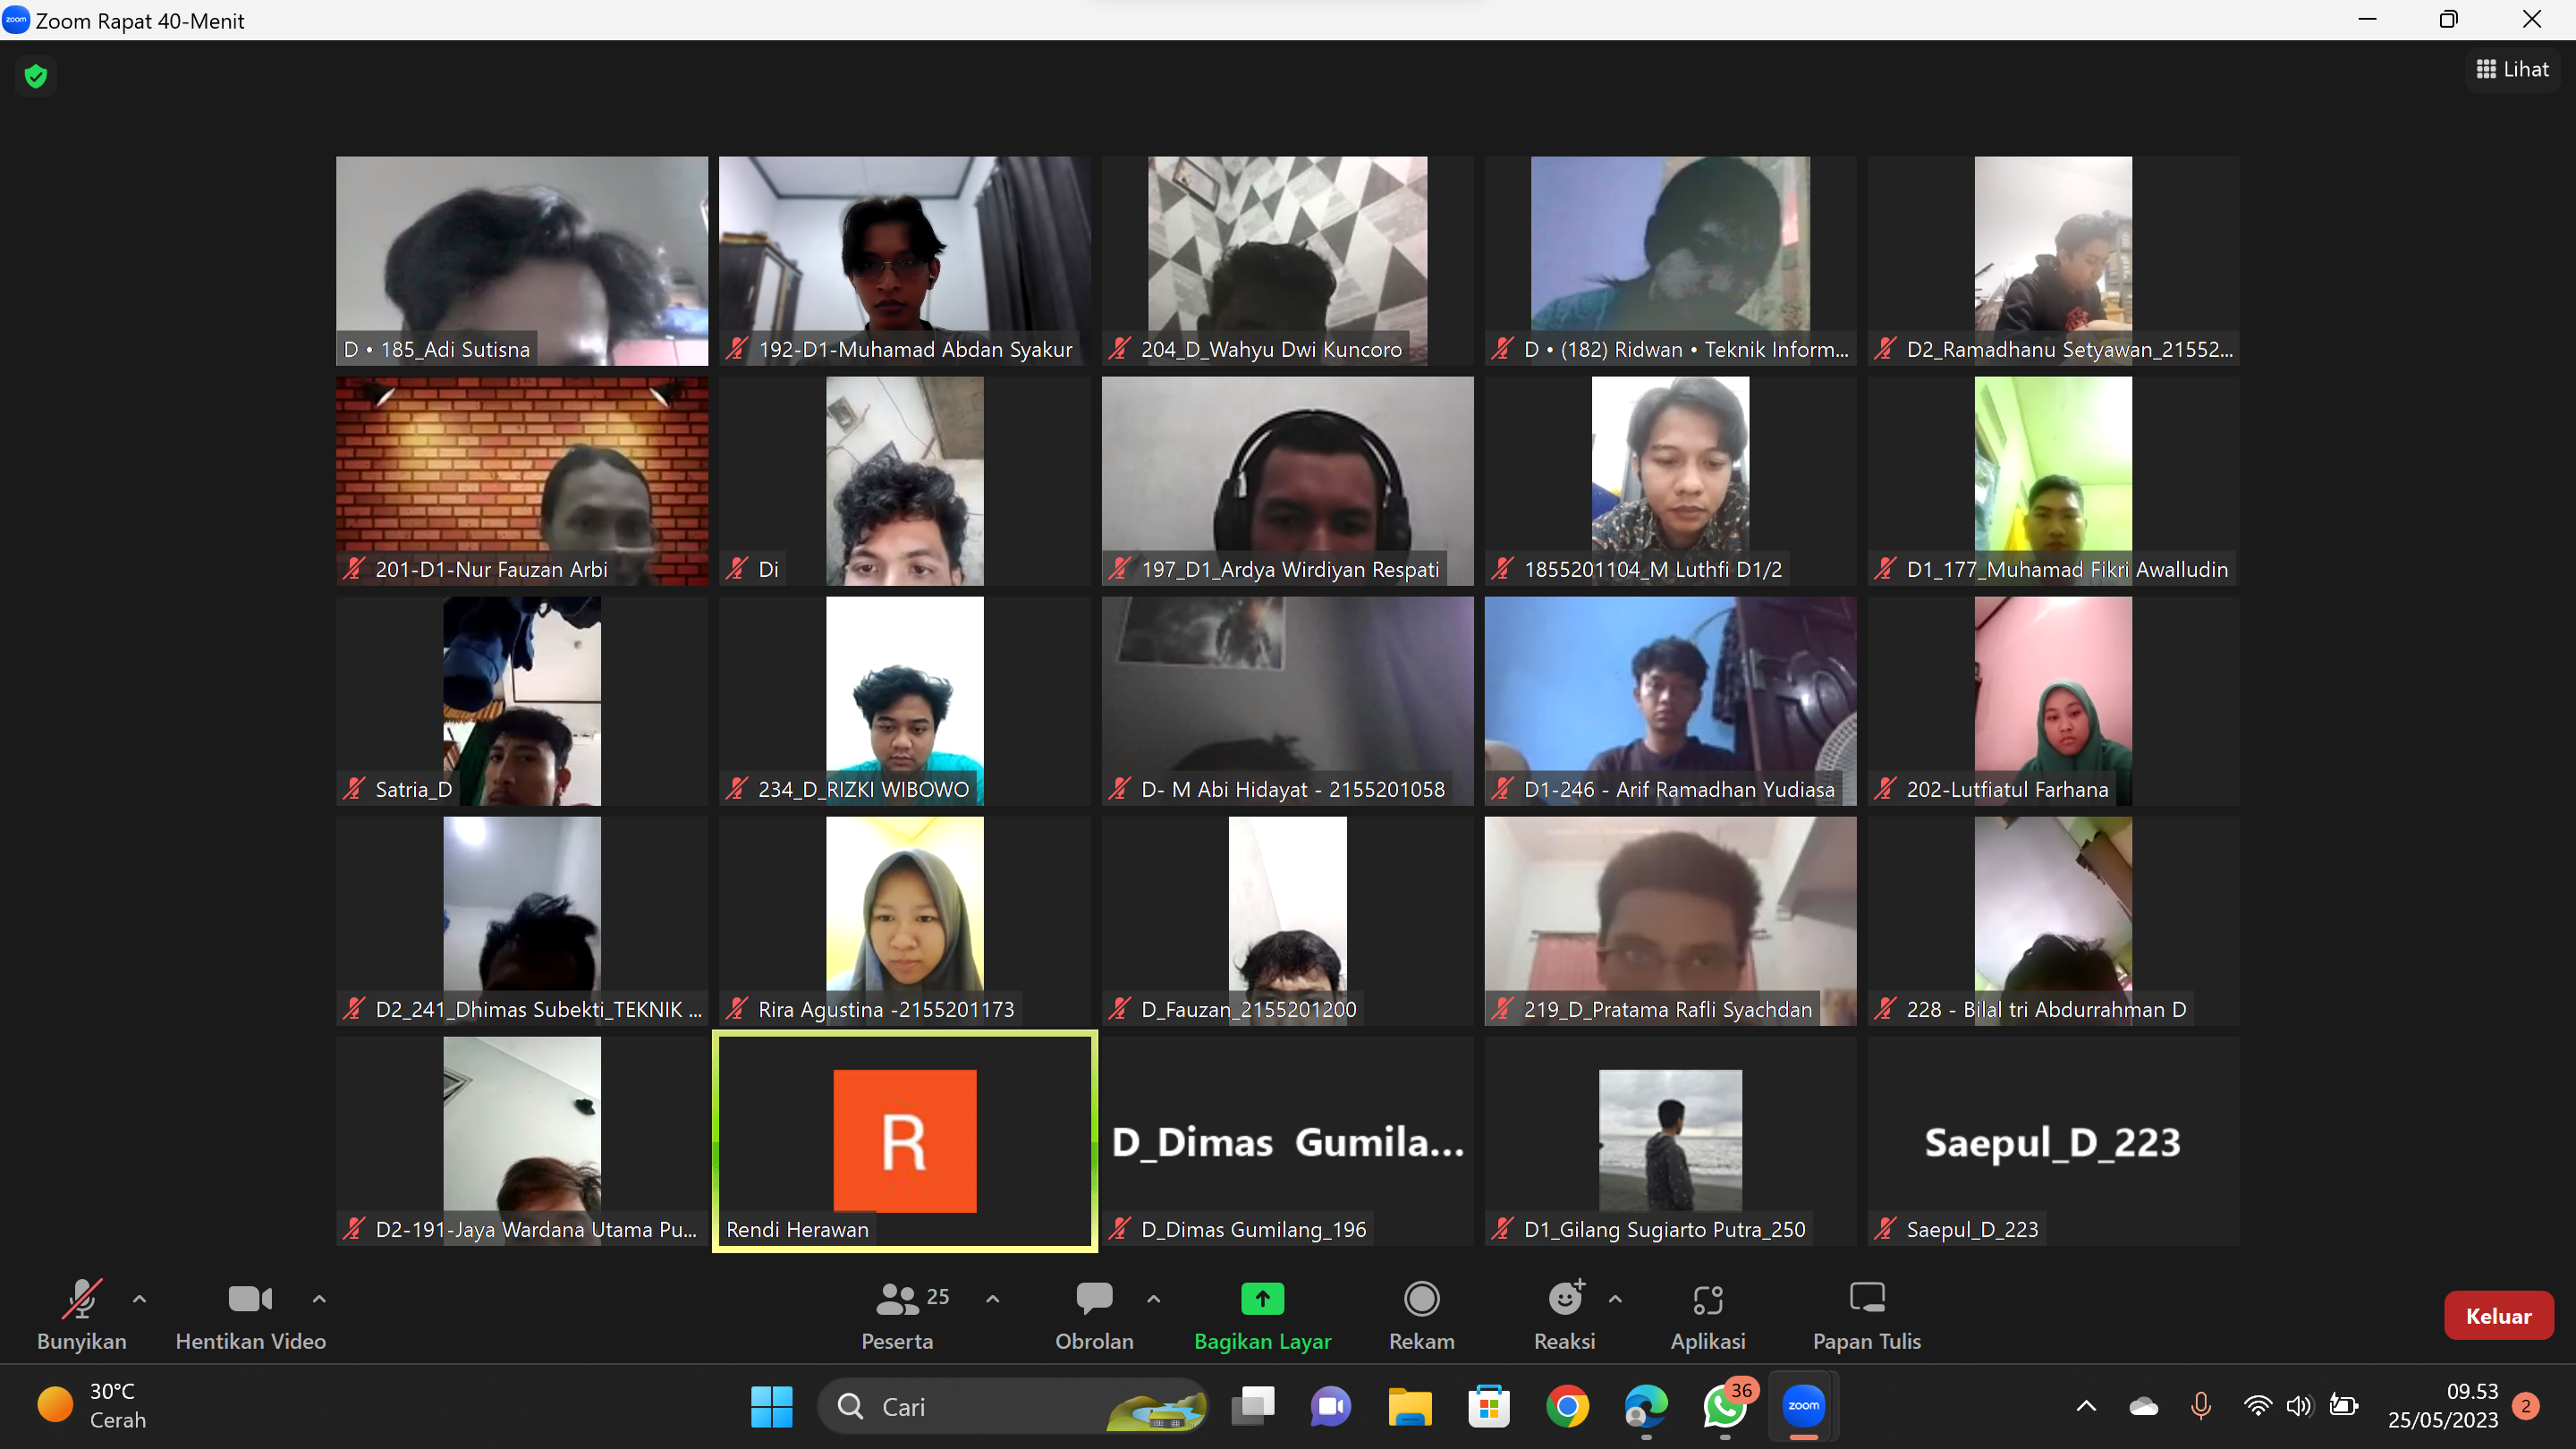 zoom Zoom Rapat 40-Menit
Lihat
D • 185_Adi Sutisna
192-D1-Muhamad Abdan Syakur
204_D_Wahyu Dwi Kuncoro
D • (182) Ridwan • Teknik Inform...
D2_Ramadhanu Setyawan_21552...
201-D1-Nur Fauzan Arbi
Di
197_D1_Ardya Wirdiyan Respati
1855201104_M Luthfi D1/2
D1_177_Muhamad Fikri Awalludin
Satria_D
234_D_RIZKI WIBOWO
D- M Abi Hidayat - 2155201058
D1-246 - Arif Ramadhan Yudiasa
202-Lutfiatul Farhana
D2_241_Dhimas Subekti_TEKNIK ...
Rira Agustina -2155201173
D_Fauzan_2155201200
219_D_Pratama Rafli Syachdan
228 - Bilal tri Abdurrahman D
R
D_Dimas Gumila...
Saepul_D_223
D2-191-Jaya Wardana Utama Pu...
Rendi Herawan
D_Dimas Gumilang_196
D1_Gilang Sugiarto Putra_250
Saepul_D_223
25
Bunyikan
Hentikan Video
Peserta
Obrolan
Bagikan Layar
Rekam
Reaksi
Aplikasi
Papan Tulis
Keluar
30°C
Cerah
Cari
36
zoom
09.53
25/05/2023
2